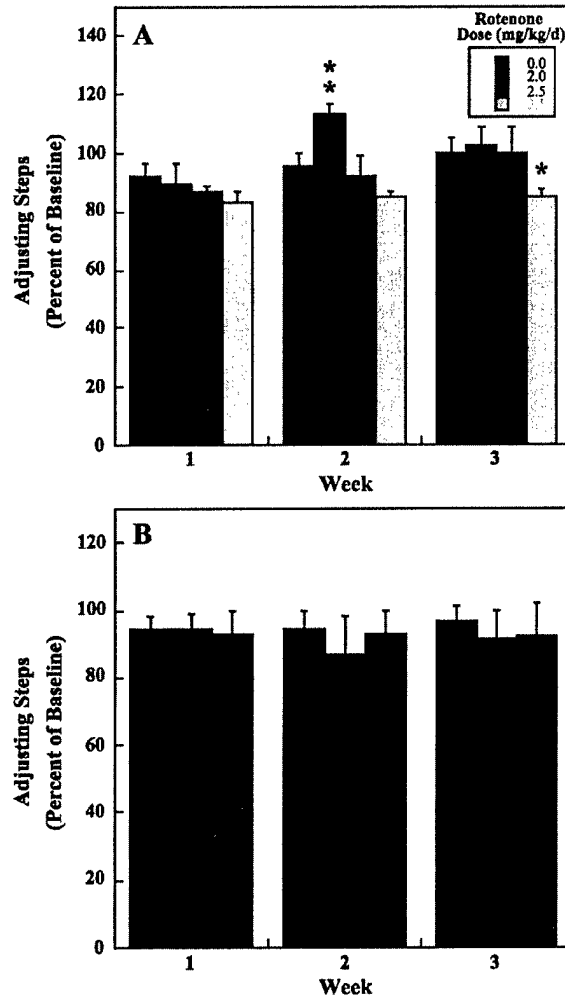 A
Rotenone
Dose (mg/kg/d)
0.0
2.0
2.5
**
*
140
120
100
80
60
40
20
0
Adjusting Steps
(Percent of Baseline)
1
2
3
Week
B
120
100
80
60
40
20
0
Adjusting Steps
(Percent of Baseline)
1
2
3
Week